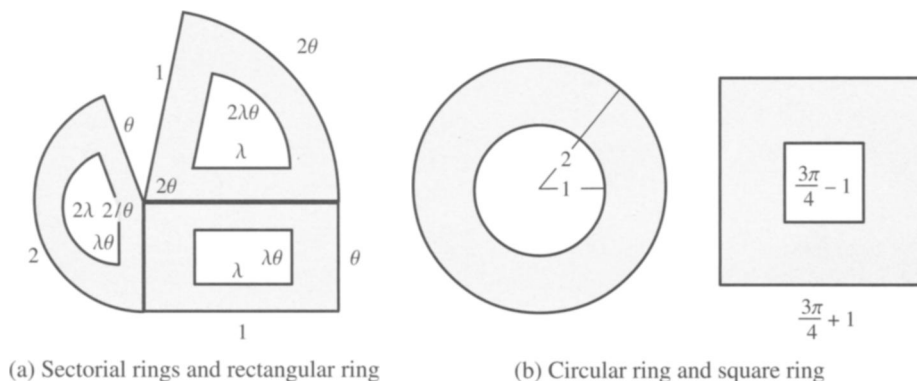 2θ
1
θ
2λθ
λ
2θ
2λ 2/θ
λθ
2
λθ
λ
θ
1
2
1
3π/4 − 1
3π/4 + 1
(a) Sectorial rings and rectangular ring
(b) Circular ring and square ring